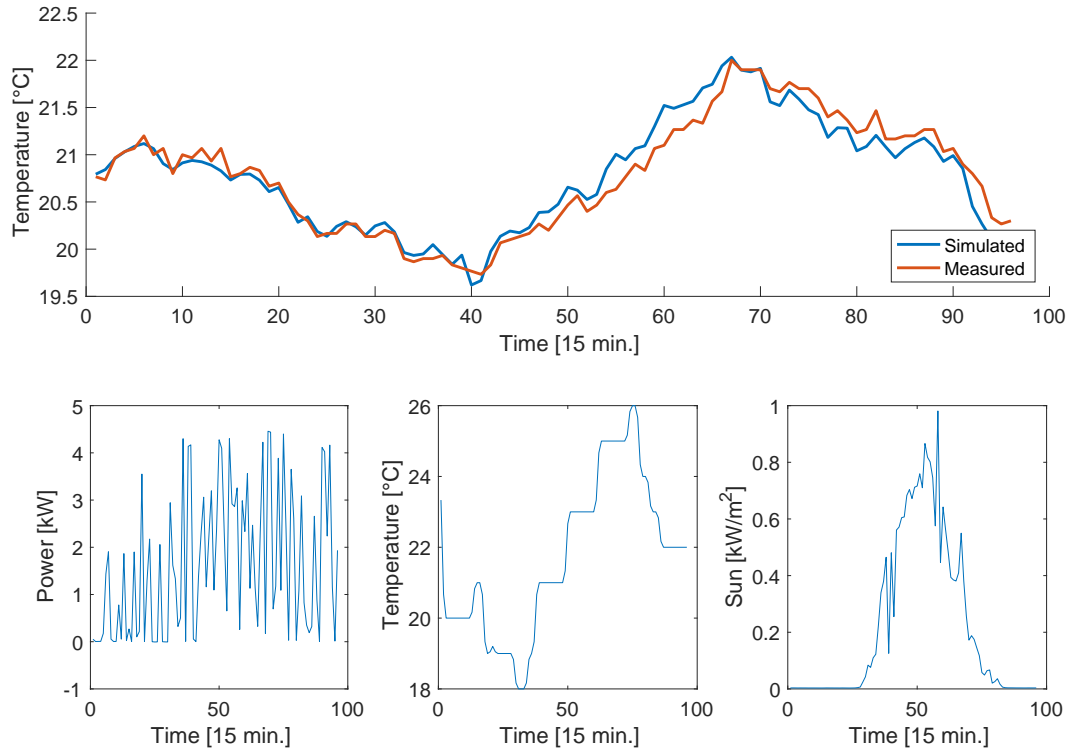 22.5
22
21.5
21
20.5
20
19.5
Temperature [°C]
Simulated
Measured
0 10 20 30 40 50 60 70 80 90 100
Time [15 min.]
5
4
3
2
1
0
-1
Power [kW]
0 50 100
Time [15 min.]
26
24
22
20
18
Temperature [°C]
0 50 100
Time [15 min.]
1
0.8
0.6
0.4
0.2
0
Sun [kW/m²]
0 50 100
Time [15 min.]